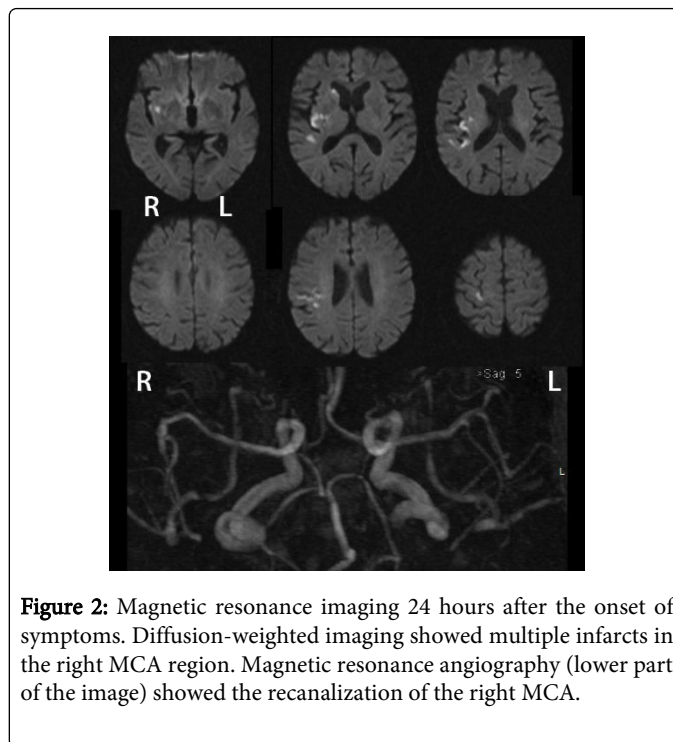 R L
R >Sag 5 L
L
Figure 2: Magnetic resonance imaging 24 hours after the onset of
symptoms. Diffusion-weighted imaging showed multiple infarcts in
the right MCA region. Magnetic resonance angiography (lower part
of the image) showed the recanalization of the right MCA.